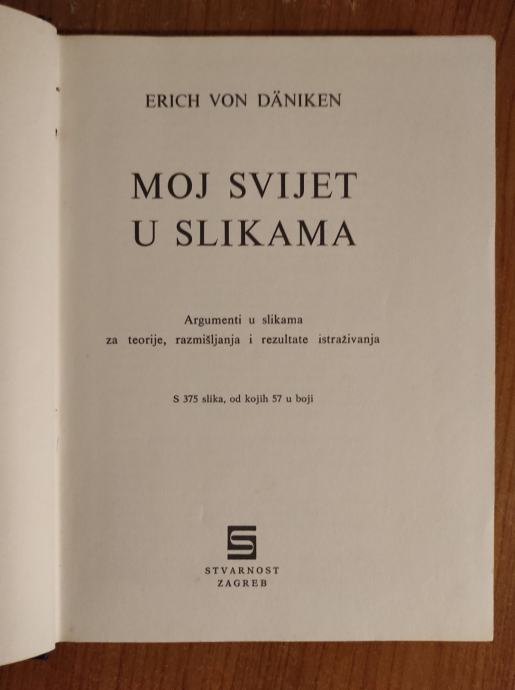 ERICH VON DÄNIKEN
MOJ SVIJET
U SLIKAMA
Argumenti u slikama
za teorije, razmišljanja i rezultate istraživanja
S 375 slika, od kojih 57 u boji
S
STVARNOST
ZAGREB